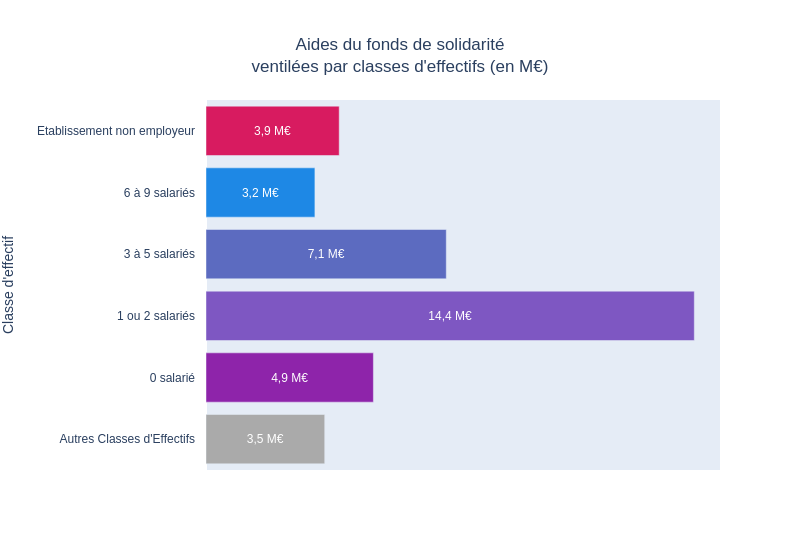 Aides du fonds de solidarité
ventilées par classes d'effectifs (en M€)
Classe d'effectif
Etablissement non employeur
3,9 M€
6 à 9 salariés
3,2 M€
3 à 5 salariés
7,1 M€
1 ou 2 salariés
14,4 M€
0 salarié
4,9 M€
Autres Classes d'Effectifs
3,5 M€